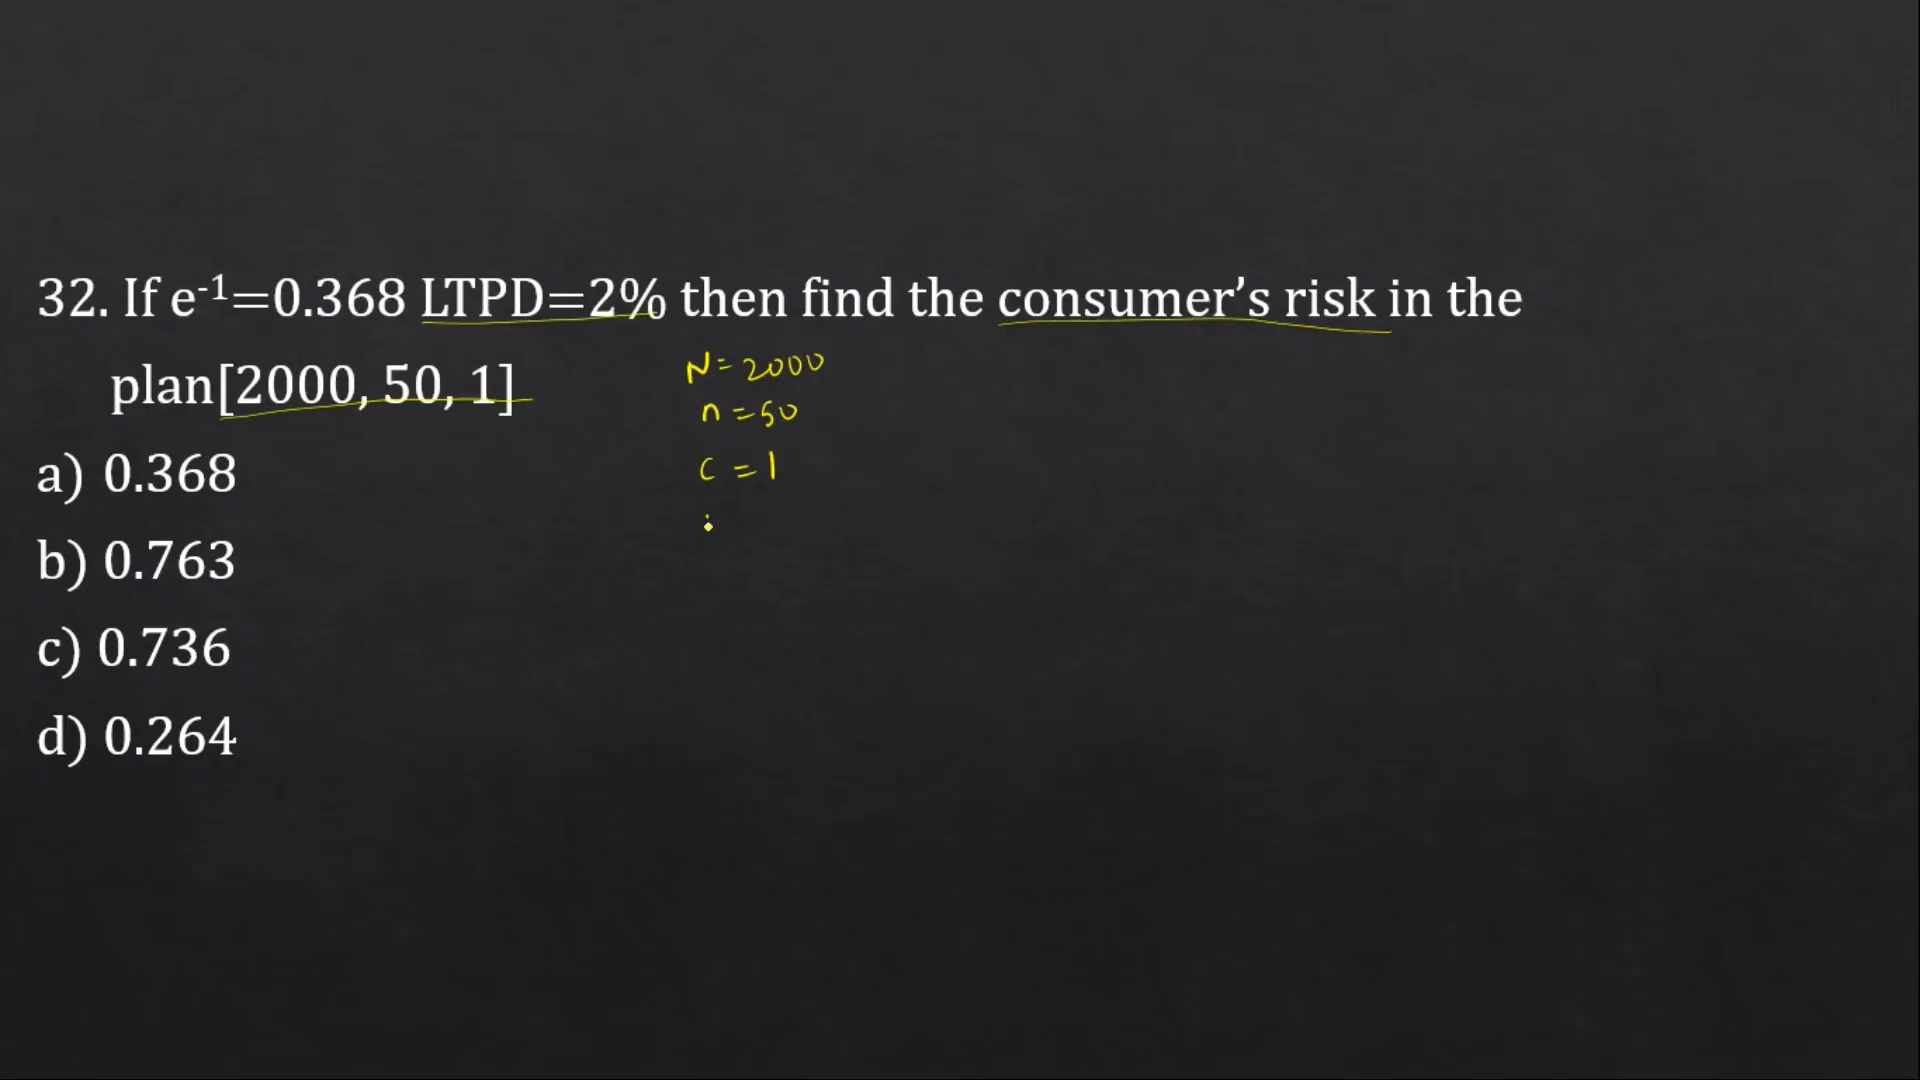 32. If e⁻¹=0.368 LTPD=2% then find the consumer’s risk in the
plan[2000, 50, 1]
N = 2000
n = 50
c = 1
a) 0.368
b) 0.763
c) 0.736
d) 0.264